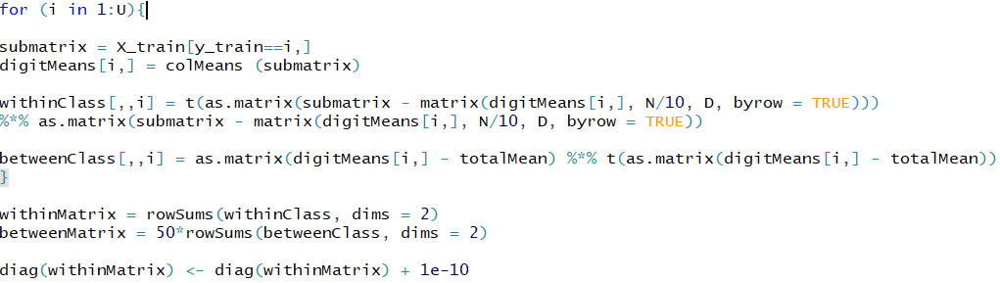 for (i in 1:U){
submatrix = X_train[y_train==i,]
digitMeans[i,] = colMeans (submatrix)
withinClass[,,i] = t(as.matrix(submatrix - matrix(digitMeans[i,], N/10, D, byrow = TRUE)))
%*% as.matrix(submatrix - matrix(digitMeans[i,], N/10, D, byrow = TRUE))
betweenClass[,,i] = as.matrix(digitMeans[i,] - totalMean) %*% t(as.matrix(digitMeans[i,] - totalMean))
}
withinMatrix = rowSums(withinClass, dims = 2)
betweenMatrix = 50*rowSums(betweenClass, dims = 2)
diag(withinMatrix) <- diag(withinMatrix) + 1e-10